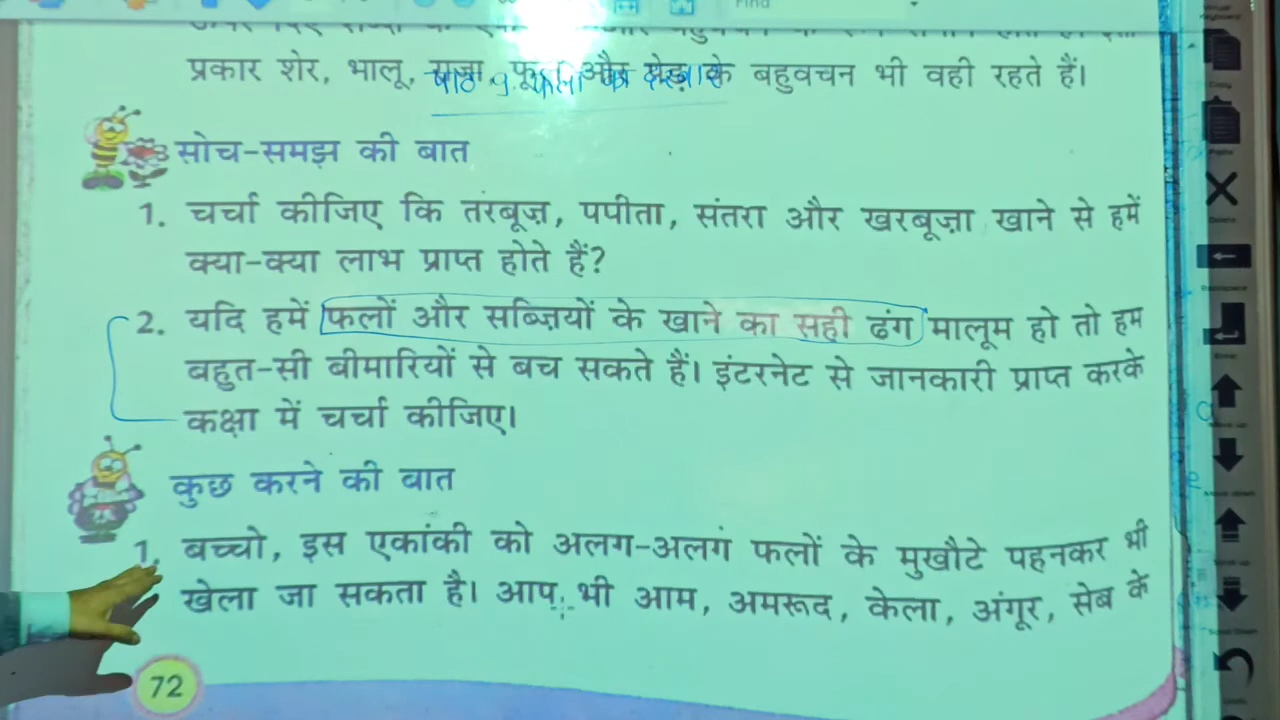 प्रकार शेर, भालू, राजा, फूल और पेड़ के बहुवचन भी वही रहते हैं।
सोच-समझ की बात
1. चर्चा कीजिए कि तरबूज़, पपीता, संतरा और खरबूज़ा खाने से हमें
क्या-क्या लाभ प्राप्त होते हैं?
2. यदि हमें फलों और सब्ज़ियों के खाने का सही ढंग मालूम हो तो हम
बहुत-सी बीमारियों से बच सकते हैं। इंटरनेट से जानकारी प्राप्त करके
कक्षा में चर्चा कीजिए।
कुछ करने की बात
1. बच्चो, इस एकांकी को अलग-अलग फलों के मुखौटे पहनकर भी
खेला जा सकता है। आप भी आम, अमरूद, केला, अंगूर, सेब के
72